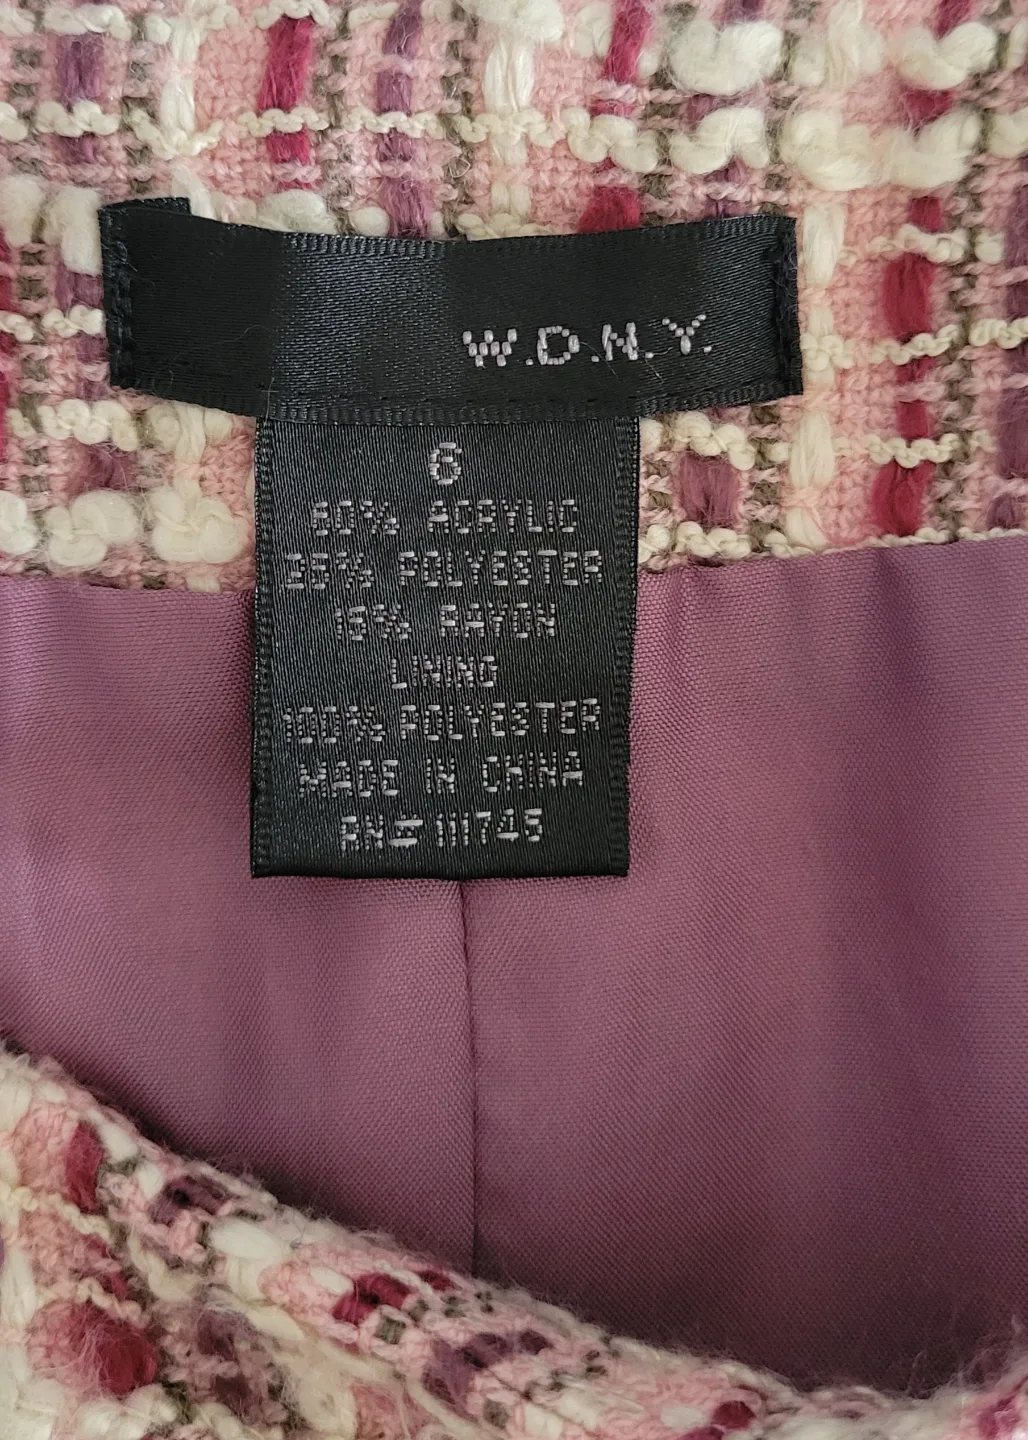 W.D.N.Y.
6
60% ACRYLIC
25% POLYESTER
15% RAYON
LINING
100% POLYESTER
MADE IN CHINA
RN# 111745